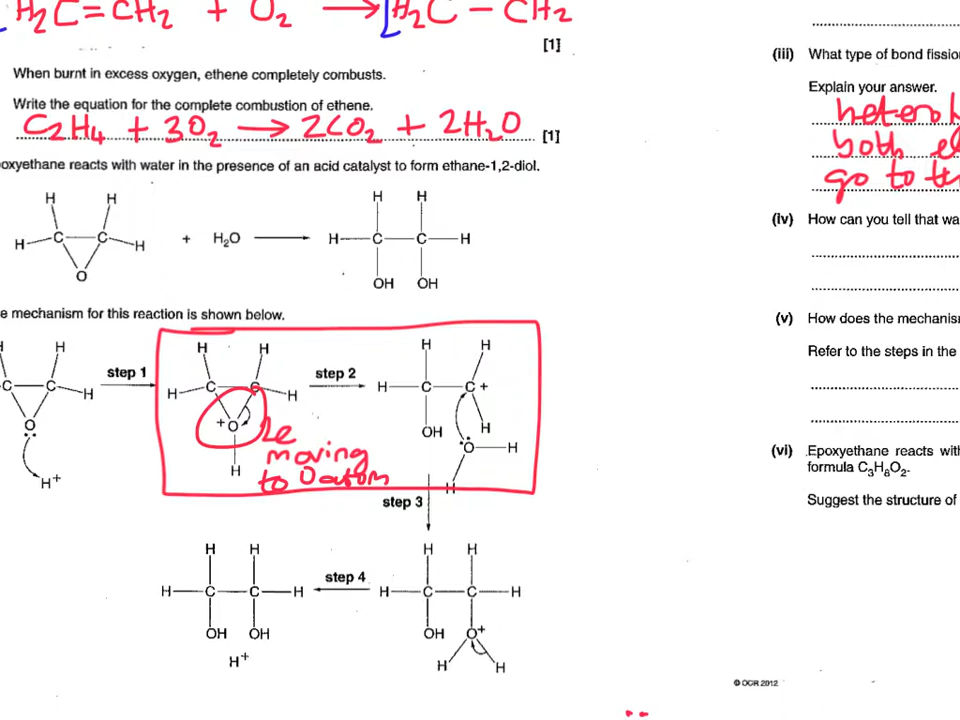 H₂C=CH₂ + O₂ → [H₂C − CH₂
[1]
When burnt in excess oxygen, ethene completely combusts.
Write the equation for the complete combustion of ethene.
C₂H₄ + 3O₂ → 2CO₂ + 2H₂O [1]
oxyethane reacts with water in the presence of an acid catalyst to form ethane-1,2-diol.
H H H H
H C C H + H₂O H C C H
O OH OH
e mechanism for this reaction is shown below.
H H H H H
step 1 step 2
C C H H C C H H C C +
O + O OH H
H O H
H⁺ H
2e
moving
to O atom
step 3
H H H H
step 4
H C C H H C C H
OH OH OH O⁺
H⁺ H H
(iii) What type of bond fissio
Explain your answer.
both el
go to th
(iv) How can you tell that wa
(v) How does the mechanism
Refer to the steps in the
(vi) Epoxyethane reacts with
formula C₃H₈O₂.
Suggest the structure of
© OCR 2012